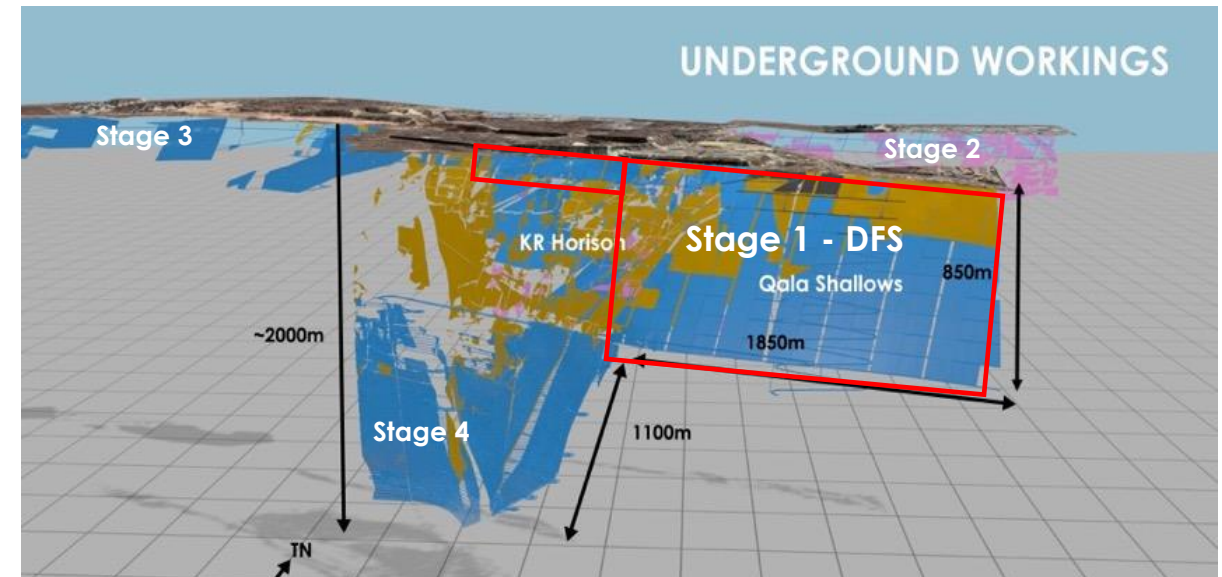 UNDERGROUND WORKINGS
Stage 3
Stage 2
KR Horison
Stage 1 - DFS
Qala Shallows
850m
~2000m
1850m
Stage 4
1100m
TN